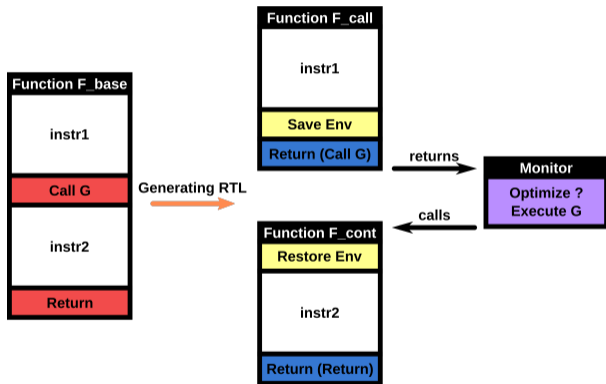 Function F_base
instr1
Call G
instr2
Return
Generating RTL
Function F_call
instr1
Save Env
Return (Call G)
returns
Monitor
Optimize ?
Execute G
calls
Function F_cont
Restore Env
instr2
Return (Return)